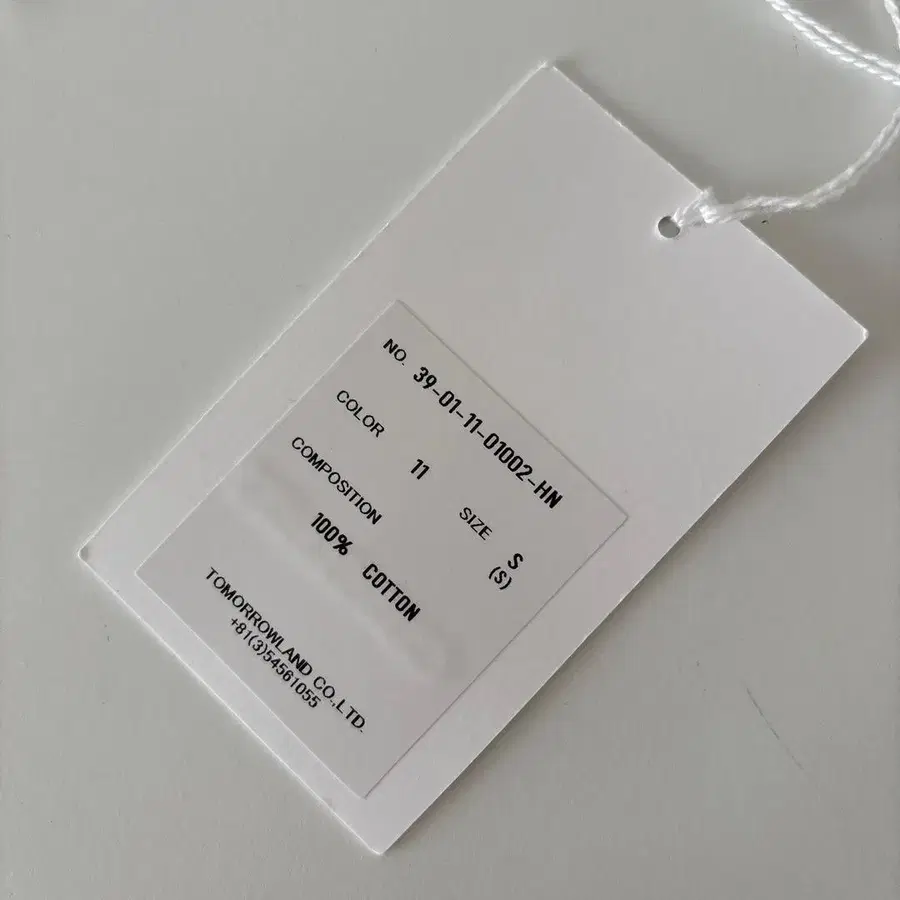 NO. 39-01-11-01002-HN
COLOR 11 SIZE S
(S)
COMPOSITION
100% COTTON
TOMORROWLAND CO.,LTD.
+81(3)54561055